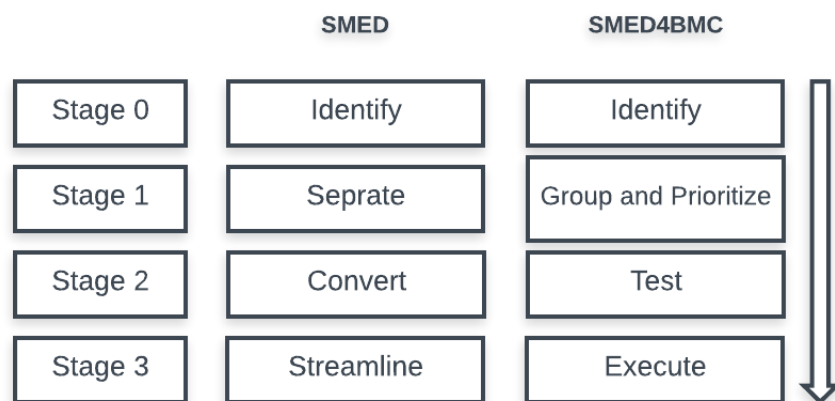 SMED SMED4BMC
Stage 0 Identify Identify
Stage 1 Seprate Group and Prioritize
Stage 2 Convert Test
Stage 3 Streamline Execute